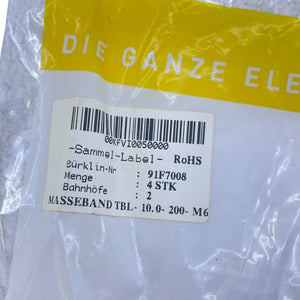 DIE GANZE ELE
00KFVI0050000
-Sammel-Label- RoHS
Bürklin-Nr : 91F7008
Menge : 4 STK
Bahnhöfe : 2
MASSEBAND TBL- 10.0- 200- M6